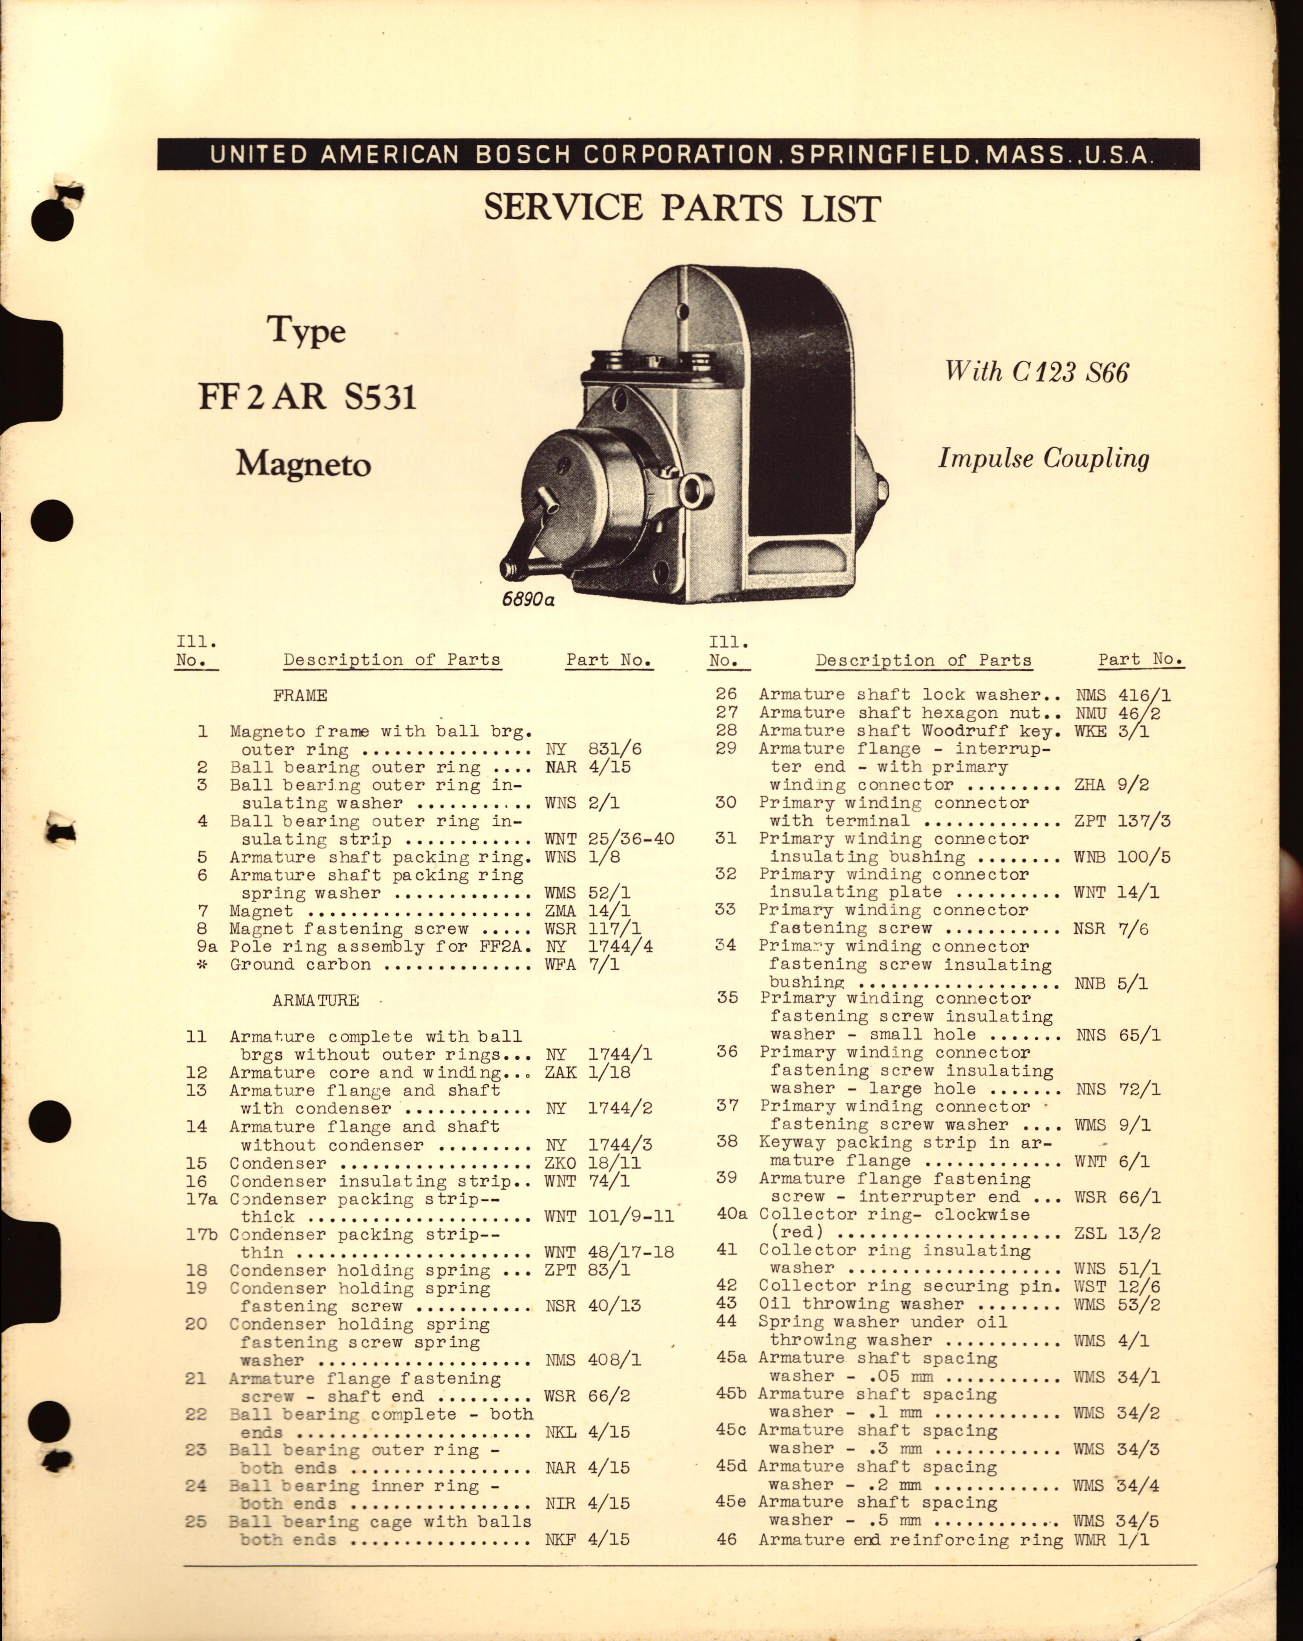 UNITED AMERICAN BOSCH CORPORATION, SPRINGFIELD, MASS., U.S.A.
SERVICE PARTS LIST
Type
FF 2 AR S531
Magneto
With C 123 S66
Impulse Coupling
6890a
Ill.
No. Description of Parts Part No.
FRAME
1 Magneto frame with ball brg.
outer ring ................ NY 831/6
2 Ball bearing outer ring .... NAR 4/15
3 Ball bearing outer ring in-
sulating washer ........... WNS 2/1
4 Ball bearing outer ring in-
sulating strip ............ WNT 25/36-40
5 Armature shaft packing ring. WNS 1/8
6 Armature shaft packing ring
spring washer ............. WMS 52/1
7 Magnet ..................... ZMA 14/1
8 Magnet fastening screw ..... WSR 117/1
9a Pole ring assembly for FF2A. NY 1744/4
* Ground carbon .............. WFA 7/1
ARMATURE
11 Armature complete with ball
brgs without outer rings... NY 1744/1
12 Armature core and winding... ZAK 1/18
13 Armature flange and shaft
with condenser ............ NY 1744/2
14 Armature flange and shaft
without condenser ......... NY 1744/3
15 Condenser .................. ZKO 18/11
16 Condenser insulating strip.. WNT 74/1
17a Condenser packing strip--
thick ..................... WNT 101/9-11
17b Condenser packing strip--
thin ...................... WNT 48/17-18
18 Condenser holding spring ... ZPT 83/1
19 Condenser holding spring
fastening screw ........... NSR 40/13
20 Condenser holding spring
fastening screw spring
washer .................... NMS 408/1
21 Armature flange fastening
screw - shaft end ......... WSR 66/2
22 Ball bearing complete - both
ends ...................... NKL 4/15
23 Ball bearing outer ring -
both ends ................. NAR 4/15
24 Ball bearing inner ring -
both ends ................. NIR 4/15
25 Ball bearing cage with balls
both ends ................. NKF 4/15
Ill.
No. Description of Parts Part No.
26 Armature shaft lock washer.. NMS 416/1
27 Armature shaft hexagon nut.. NMU 46/2
28 Armature shaft Woodruff key. WKE 3/1
29 Armature flange - interrup-
ter end - with primary
winding connector ......... ZHA 9/2
30 Primary winding connector
with terminal ............. ZPT 137/3
31 Primary winding connector
insulating bushing ........ WNB 100/5
32 Primary winding connector
insulating plate .......... WNT 14/1
33 Primary winding connector
fastening screw ........... NSR 7/6
34 Primary winding connector
fastening screw insulating
bushing ................... NNB 5/1
35 Primary winding connector
fastening screw insulating
washer - small hole ....... NNS 65/1
36 Primary winding connector
fastening screw insulating
washer - large hole ....... NNS 72/1
37 Primary winding connector
fastening screw washer .... WMS 9/1
38 Keyway packing strip in ar-
mature flange ............. WNT 6/1
39 Armature flange fastening
screw - interrupter end ... WSR 66/1
40a Collector ring- clockwise
(red) ..................... ZSL 13/2
41 Collector ring insulating
washer .................... WNS 51/1
42 Collector ring securing pin. WST 12/6
43 Oil throwing washer ........ WMS 53/2
44 Spring washer under oil
throwing washer ........... WMS 4/1
45a Armature shaft spacing
washer - .05 mm ........... WMS 34/1
45b Armature shaft spacing
washer - .1 mm ............ WMS 34/2
45c Armature shaft spacing
washer - .3 mm ............ WMS 34/3
45d Armature shaft spacing
washer - .2 mm ............ WMS 34/4
45e Armature shaft spacing
washer - .5 mm ............ WMS 34/5
46 Armature end reinforcing ring WMR 1/1